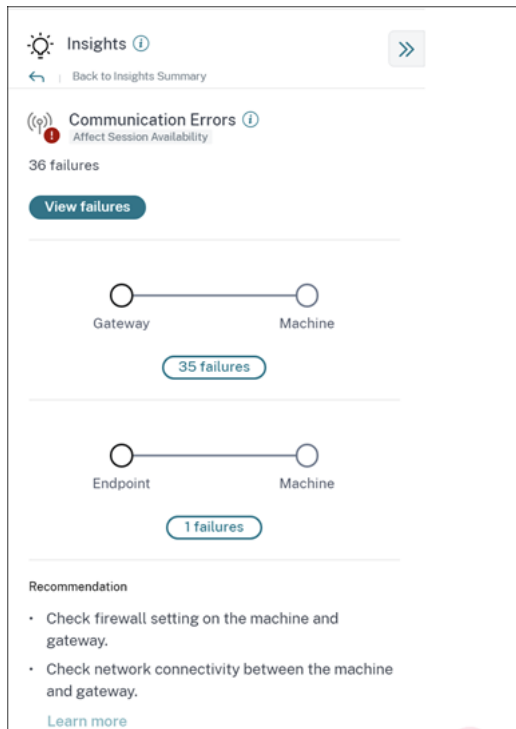 Insights
Back to Insights Summary
Communication Errors
Affect Session Availability
36 failures
View failures
Gateway Machine
35 failures
Endpoint Machine
1 failures
Recommendation
• Check firewall setting on the machine and
gateway.
• Check network connectivity between the machine
and gateway.
Learn more